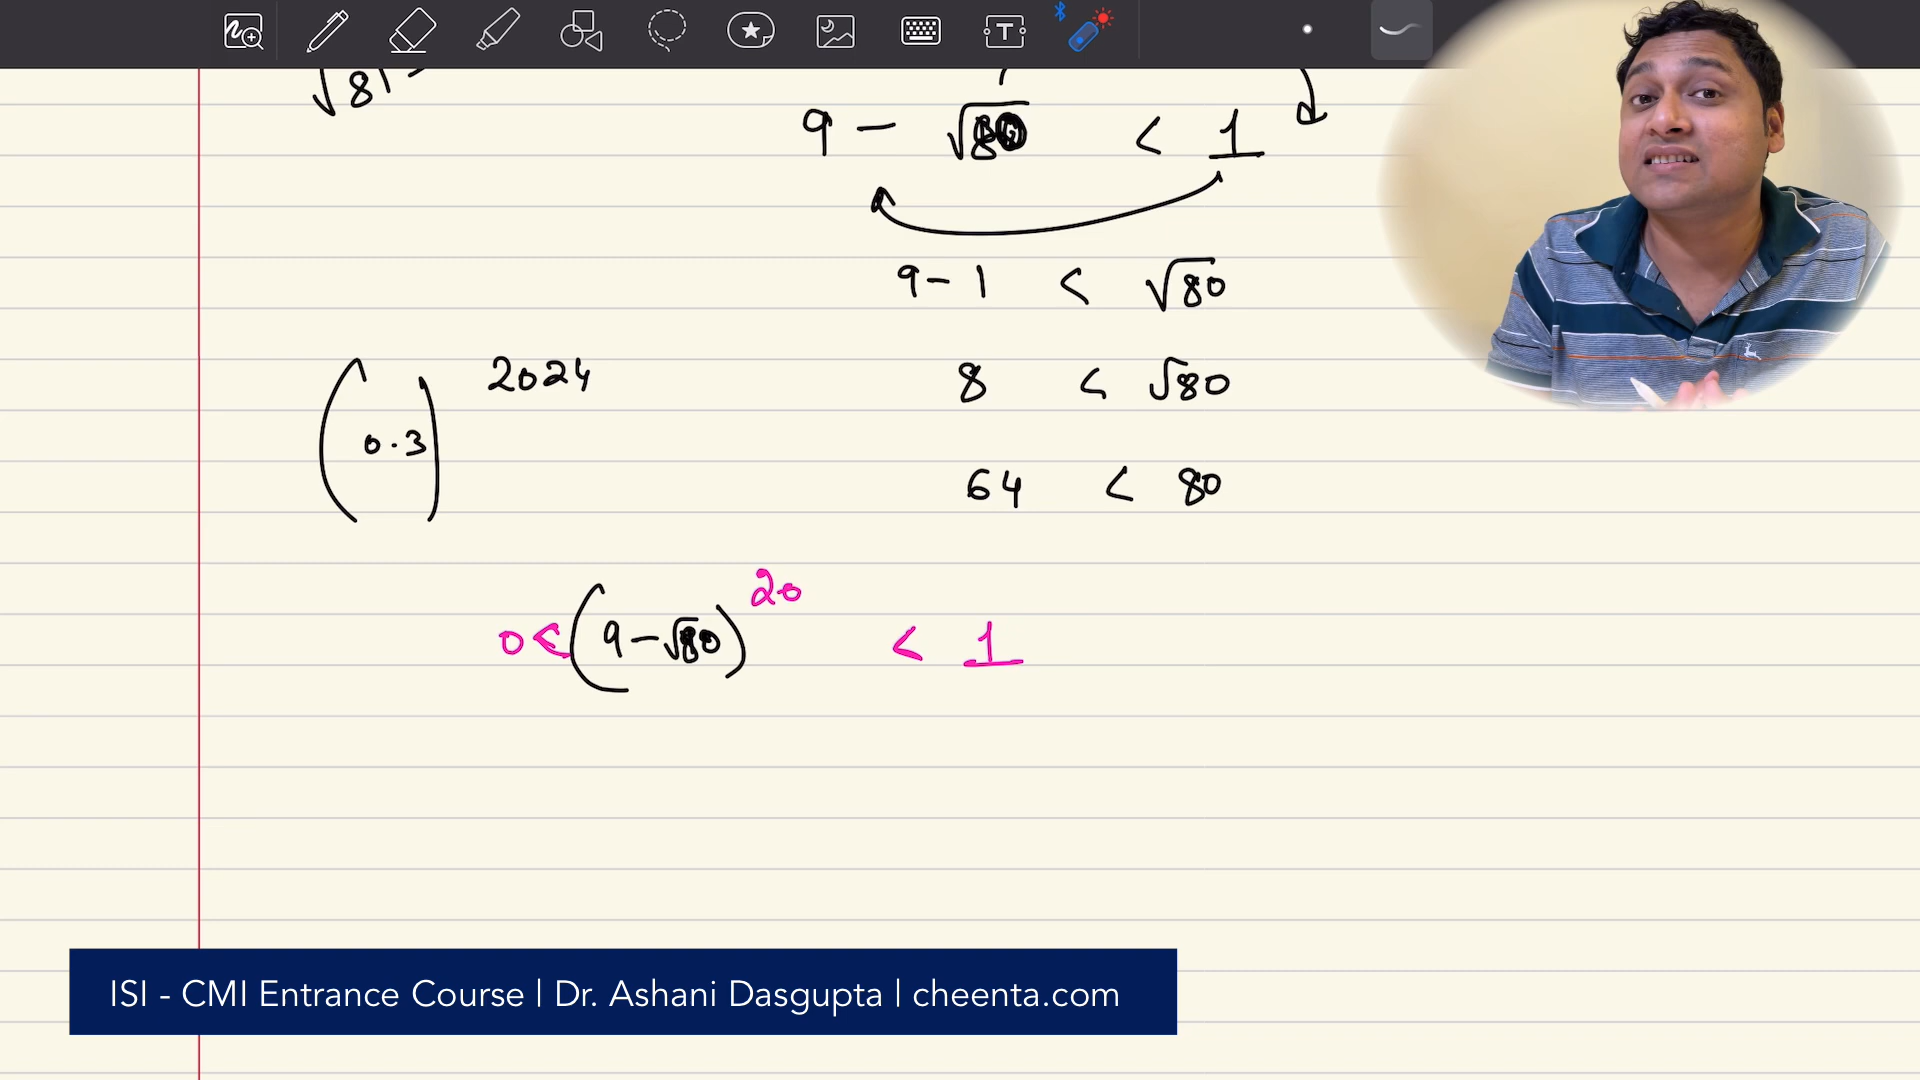 √81 -
9 - √80 < 1
9 - 1 < √80
8 < √80
(0.3)^2024
64 < 80
0 < (9 - √80)^20 < 1
ISI - CMI Entrance Course | Dr. Ashani Dasgupta | cheenta.com